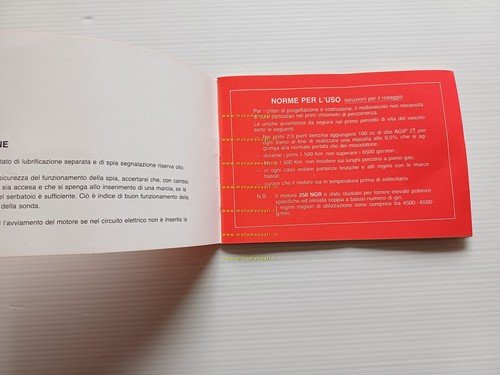 NE
tato di lubrificazione separata e di spia segnalazione riserva olio.
sicurezza del funzionamento della spia, accertarsi che, con cambio
sia accesa e che si spenga allo inserimento di una marcia, se la
el serbatoio è sufficiente. Ciò è indice di buon funzionamento della
della sonda.
l'avviamento del motore se nel circuito elettrico non è inserita la
NORME PER L'USO Istruzioni per il rodaggio
Per i criteri di progettazione e costruzione, il motoveicolo non necessita
di cure particolari nei primi chilometri di percorrenza.
Le uniche avvertenze da seguire nel primo periodo di vita del veicolo
sono le seguenti:
— Nei primi 2/3 pieni benzina aggiungere 100 cc di olio AGIP 2T per
ogni pieno al fine di realizzare una miscela allo 0,5% che si ag-
giunga alla normale portata olio del miscelatore;
— durante i primi 1.500 Km. non superare i 6500 giri/min.
— Fino a 1.500 Km. non insistere sui lunghi percorsi a pieno gas;
— in ogni caso evitare partenze brusche e alti regimi con le marce
basse.
— curare che il motore sia in temperatura prima di sollecitarlo.
N.B. - Il motore 250 NGR è stato studiato per fornire elevate potenze
specifiche ed elevata coppia a basso numero di giri.
I regimi migliori di utilizzazione sono compresi tra 4500 - 6500
giri/min.
www.motomanuals.it